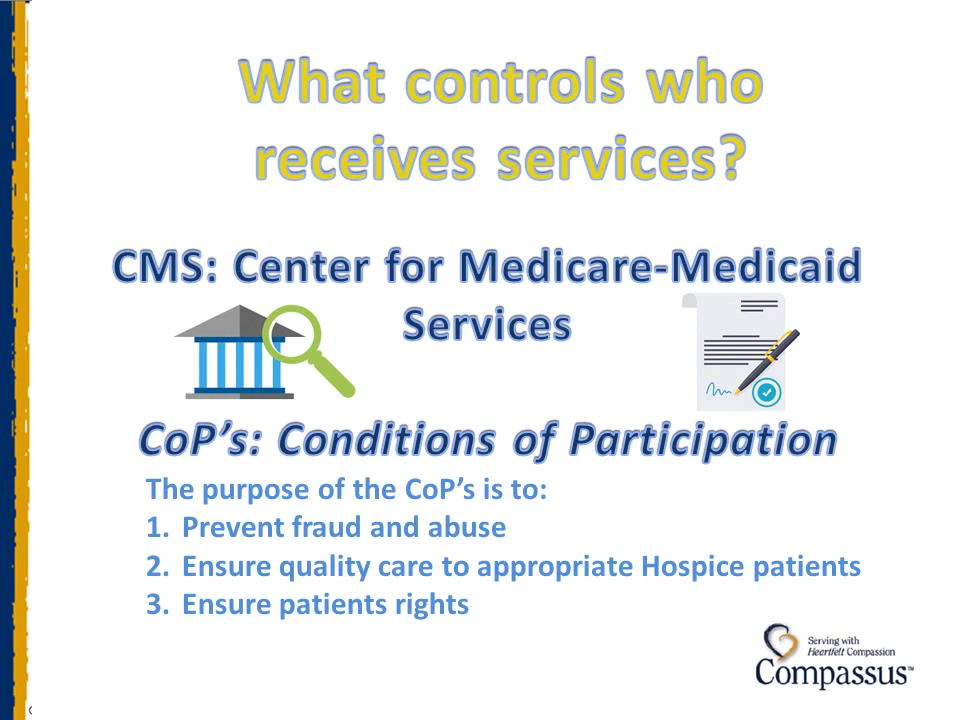 What controls who
receives services?
CMS: Center for Medicare-Medicaid
Services
CoP’s: Conditions of Participation
The purpose of the CoP’s is to:
1. Prevent fraud and abuse
2. Ensure quality care to appropriate Hospice patients
3. Ensure patients rights
Serving with
Heartfelt Compassion
Compassus™